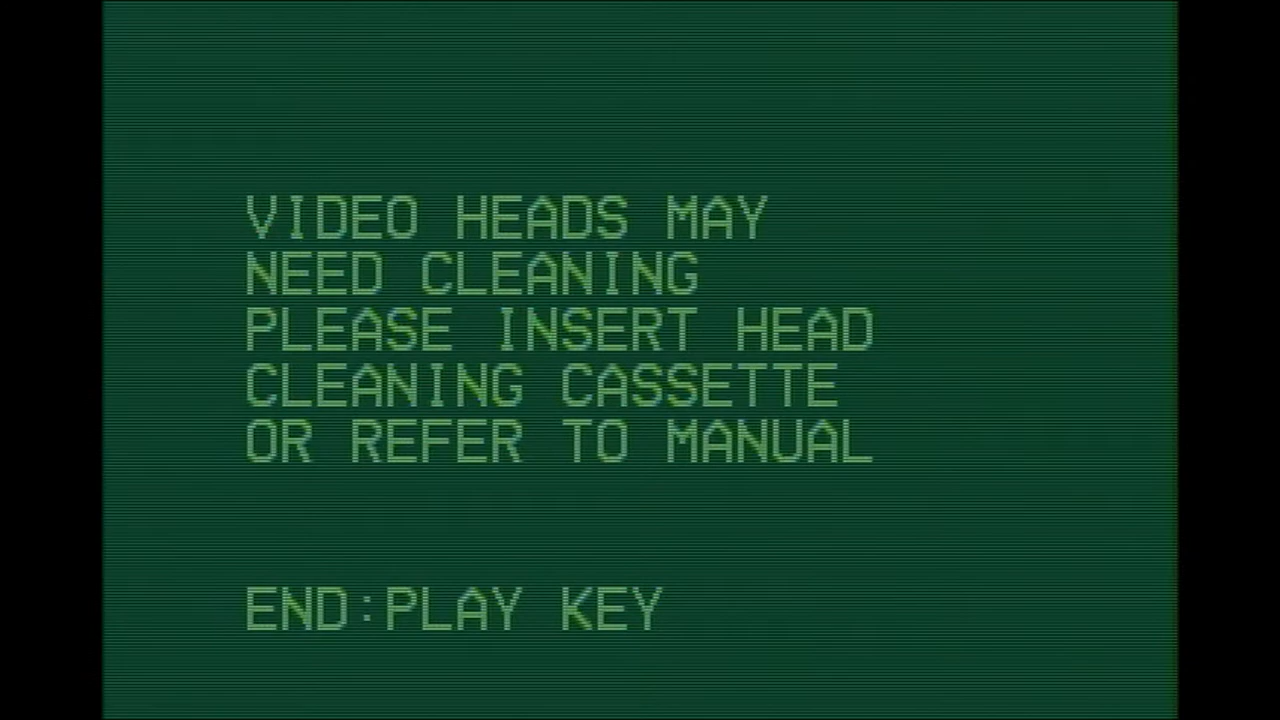 VIDEO HEADS MAY
NEED CLEANING
PLEASE INSERT HEAD
CLEANING CASSETTE
OR REFER TO MANUAL
END:PLAY KEY